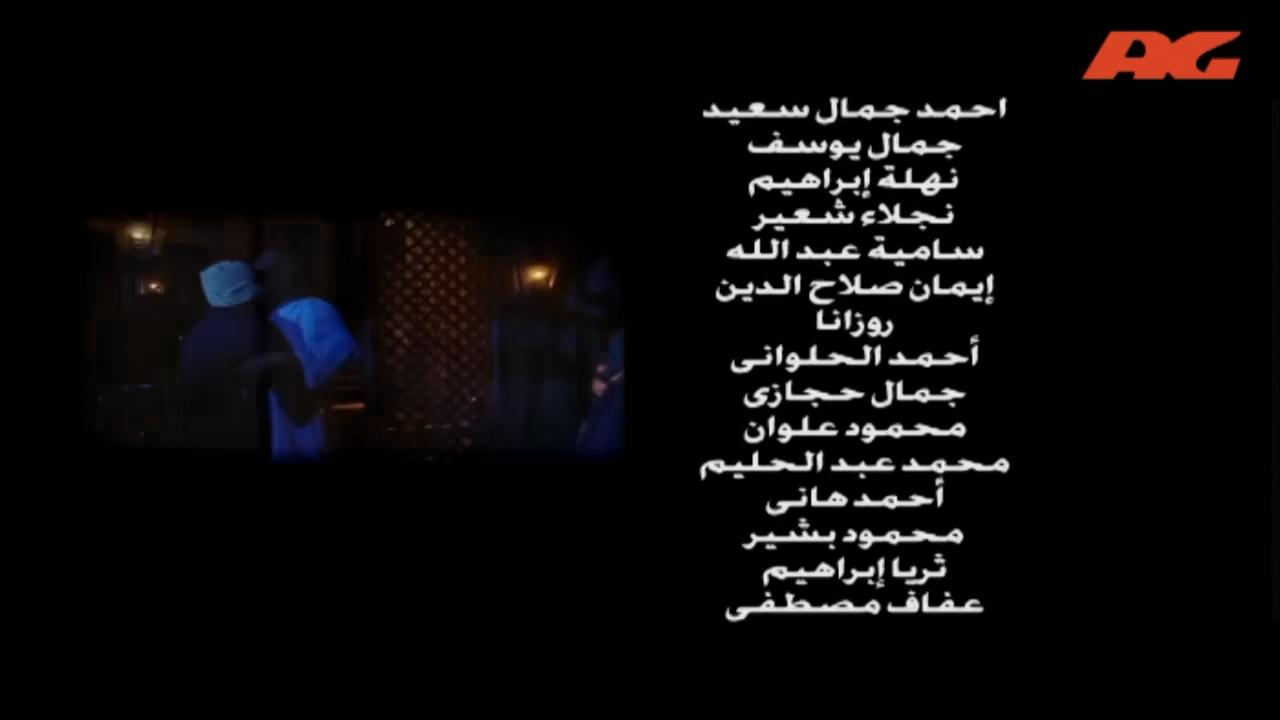 AG
احمد جمال سعيد
جمال يوسف
نهلة إبراهيم
نجلاء شعير
سامية عبد الله
إيمان صلاح الدين
روزانا
أحمد الحلوانى
جمال حجازى
محمود علوان
محمد عبد الحليم
أحمد هانى
محمود بشير
ثريا إبراهيم
عفاف مصطفى